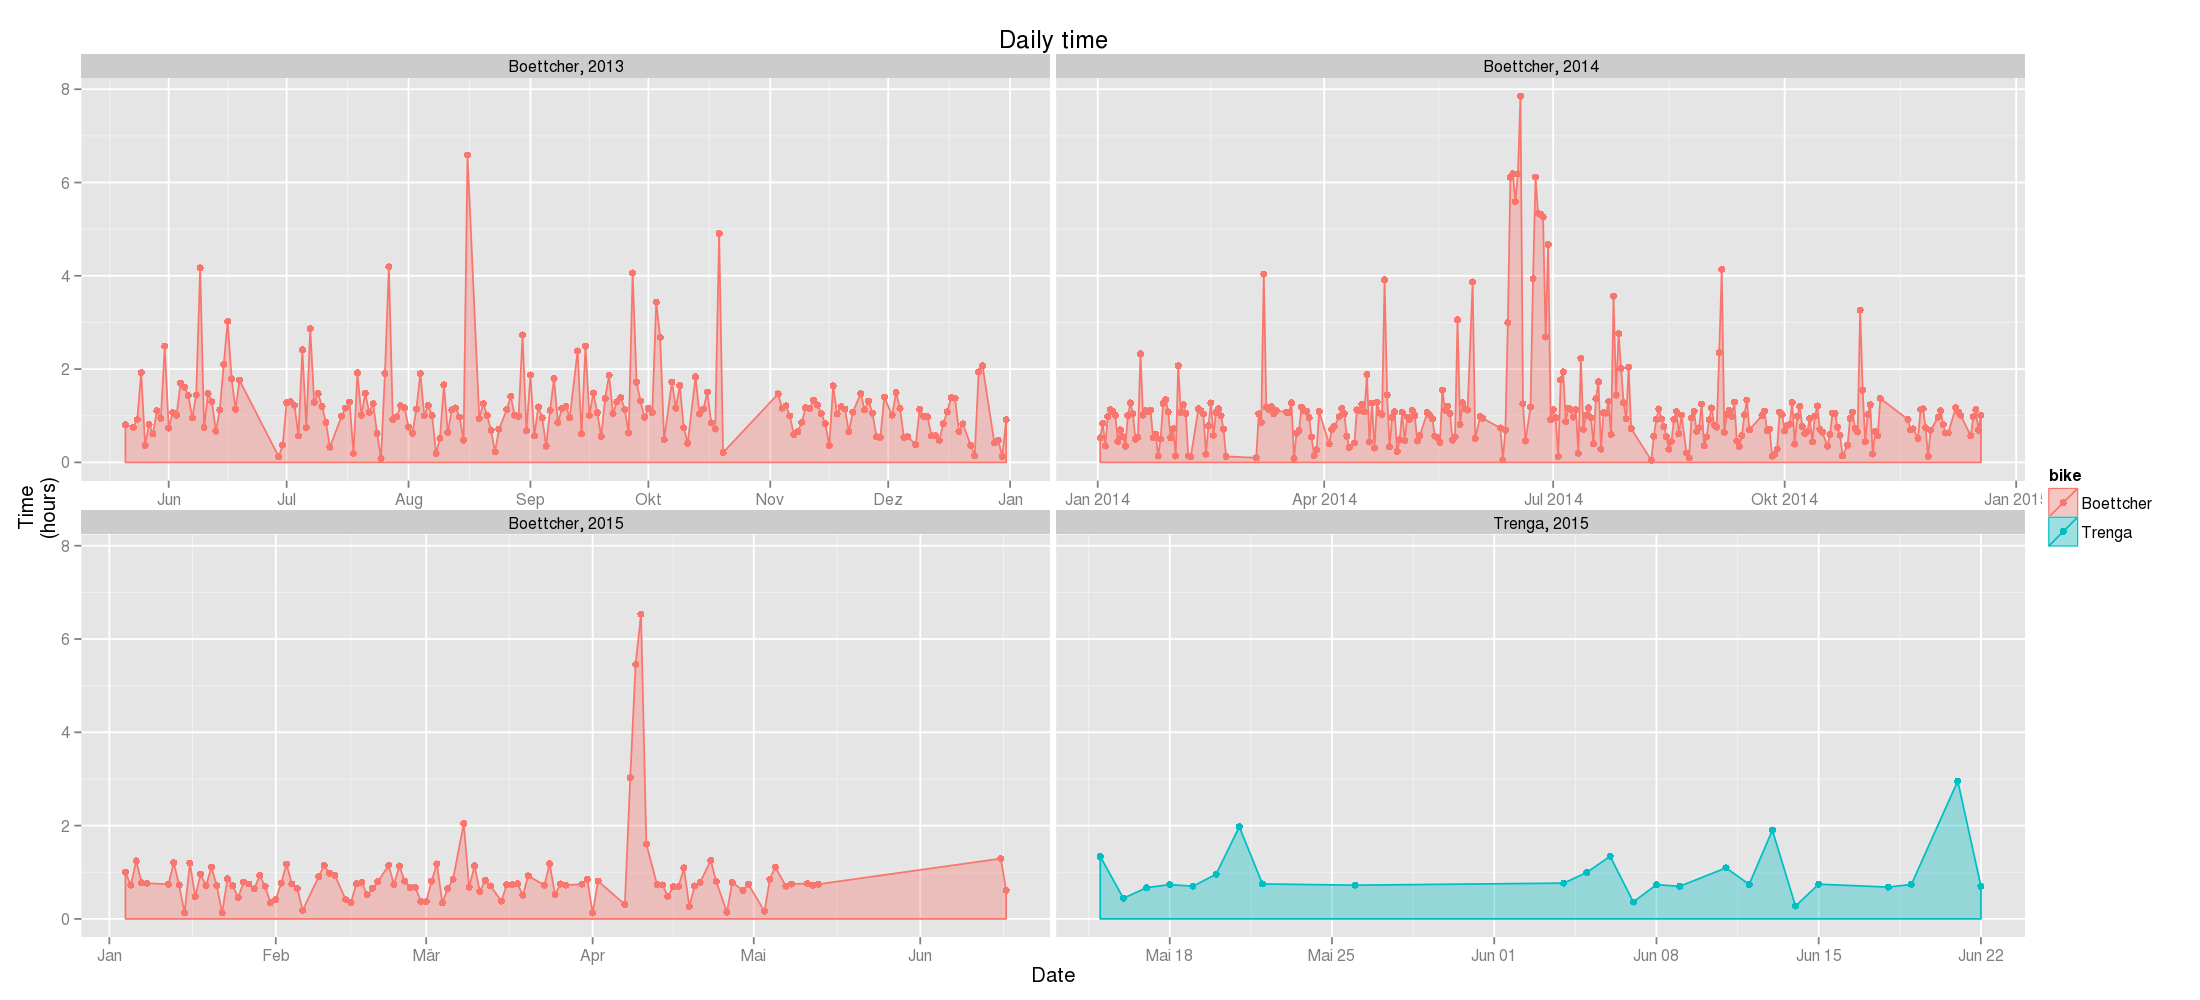 Daily time
Boettcher, 2013
Boettcher, 2014
8
6
4
2
0
Jun Jul Aug Sep Okt Nov Dez Jan
Jan 2014 Apr 2014 Jul 2014 Okt 2014 Jan 201
Boettcher, 2015
Trenga, 2015
8
6
4
2
0
Jan Feb Mär Apr Mai Jun
Mai 18 Mai 25 Jun 01 Jun 08 Jun 15 Jun 22
Time
(hours)
Date
bike
Boettcher
Trenga